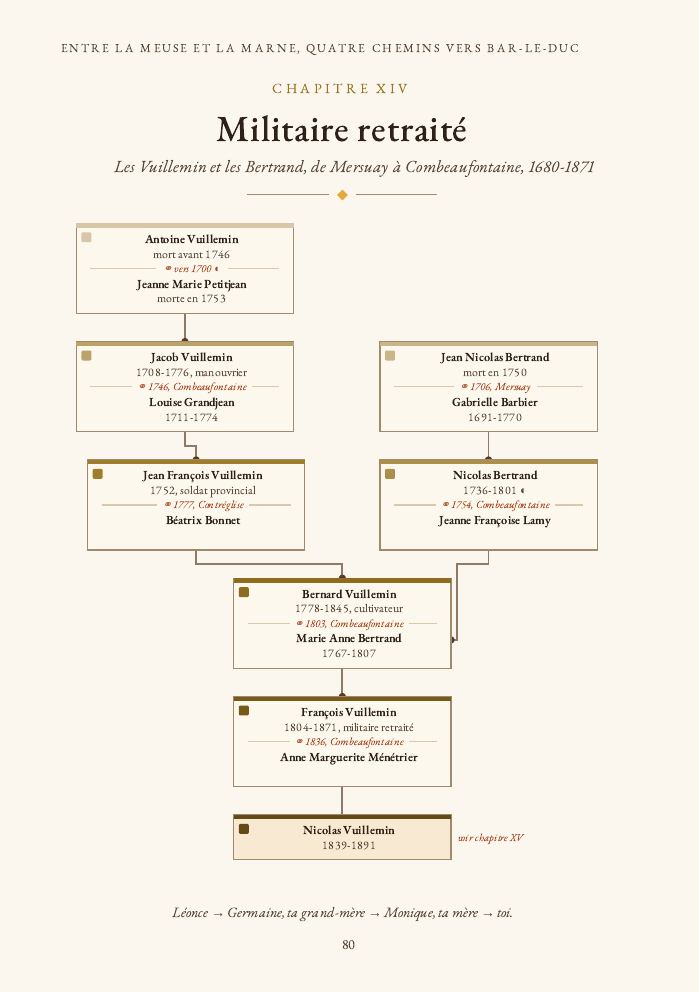 ENTRE LA MEUSE ET LA MARNE, QUATRE CHEMINS VERS BAR-LE-DUC
CHAPITRE XIV
Militaire retraité
Les Vuillemin et les Bertrand, de Mersuay à Combeaufontaine, 1680-1871
Antoine Vuillemin
mort avant 1746
⚭ vers 1700
Jeanne Marie Petitjean
morte en 1753
Jacob Vuillemin
1708-1776, manouvrier
⚭ 1746, Combeaufontaine
Louise Grandjean
1711-1774
Jean Nicolas Bertrand
mort en 1750
⚭ 1706, Mersuay
Gabrielle Barbier
1691-1770
Jean François Vuillemin
1752, soldat provincial
⚭ 1777, Contréglise
Béatrix Bonnet
Nicolas Bertrand
1736-1801
⚭ 1754, Combeaufontaine
Jeanne Françoise Lamy
Bernard Vuillemin
1778-1845, cultivateur
⚭ 1803, Combeaufontaine
Marie Anne Bertrand
1767-1807
François Vuillemin
1804-1871, militaire retraité
⚭ 1836, Combeaufontaine
Anne Marguerite Ménétrier
Nicolas Vuillemin
1839-1891
voir chapitre XV
Léonce → Germaine, ta grand-mère → Monique, ta mère → toi.
80